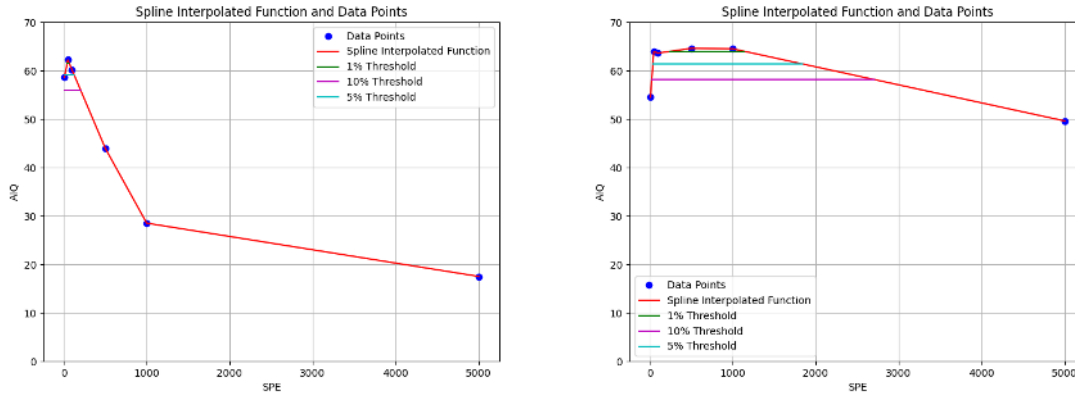 Spline Interpolated Function and Data Points
70
60
50
40
30
20
10
0
AIQ
Data Points
Spline Interpolated Function
1% Threshold
10% Threshold
5% Threshold
0
1000
2000
3000
4000
5000
SPE
Spline Interpolated Function and Data Points
70
60
50
40
30
20
10
0
AIQ
Data Points
Spline Interpolated Function
1% Threshold
10% Threshold
5% Threshold
0
1000
2000
3000
4000
5000
SPE